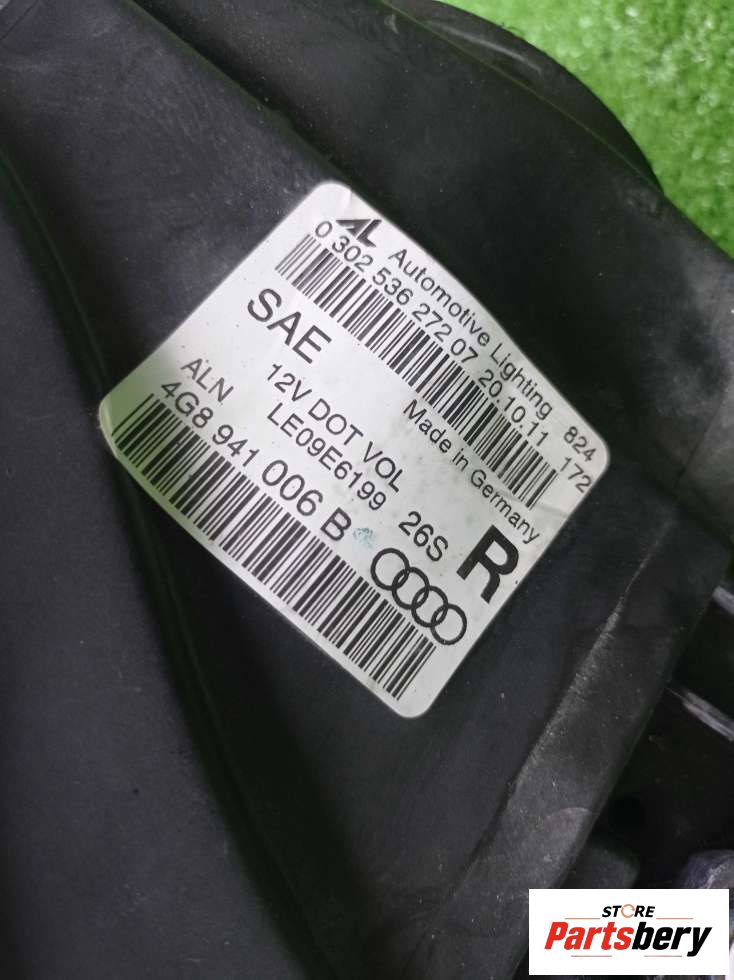 AL Automotive Lighting 824
0 302 536 272 07 20.10.11 172
Made in Germany
SAE
12V DOT VOL
LE09E6199 26S R
ALN
4G8 941 006 B
STORE
Partsbery